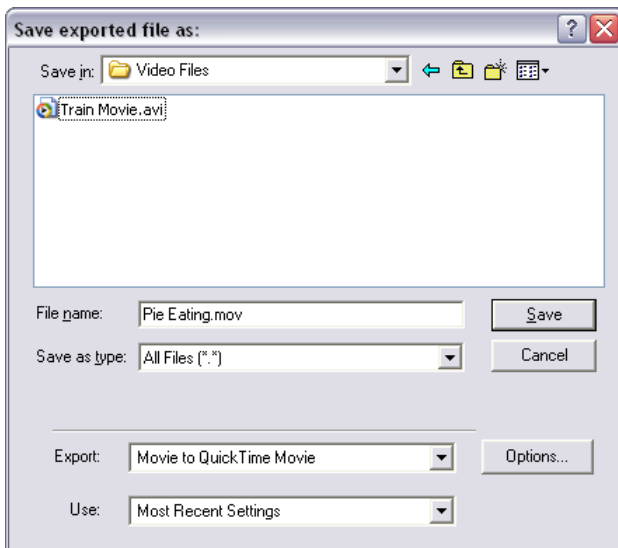 Save exported file as:
Save in: Video Files
Train Movie.avi
File name: Pie Eating.mov Save
Save as type: All Files (*.*) Cancel
Export: Movie to QuickTime Movie Options...
Use: Most Recent Settings